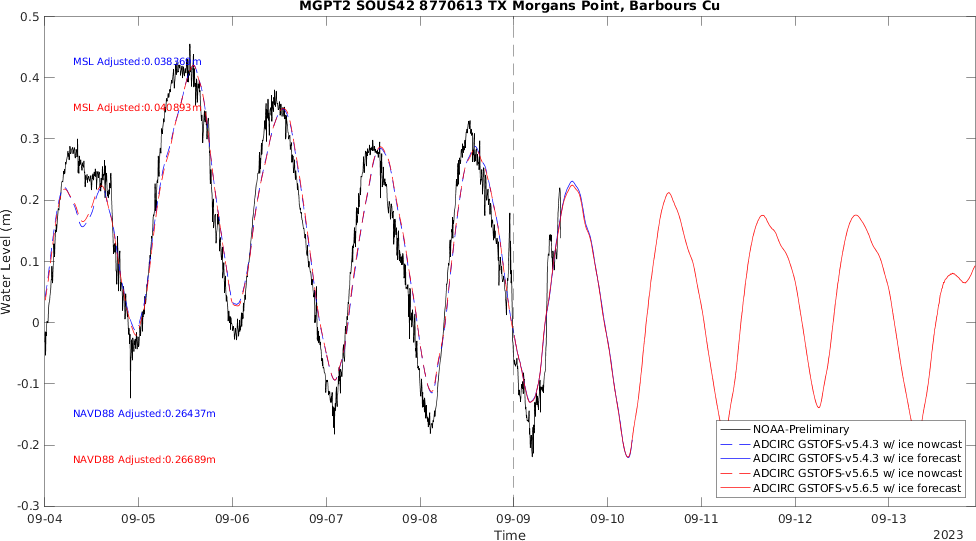 MGPT2 SOUS42 8770613 TX Morgans Point, Barbours Cu
0.5
0.4
0.3
0.2
0.1
0
-0.1
-0.2
-0.3
Water Level (m)
MSL Adjusted:0.038369m
MSL Adjusted:0.040893m
NAVD88 Adjusted:0.26437m
NAVD88 Adjusted:0.26689m
NOAA-Preliminary
ADCIRC GSTOFS-v5.4.3 w/ ice nowcast
ADCIRC GSTOFS-v5.4.3 w/ ice forecast
ADCIRC GSTOFS-v5.6.5 w/ ice nowcast
ADCIRC GSTOFS-v5.6.5 w/ ice forecast
09-04 09-05 09-06 09-07 09-08 09-09 09-10 09-11 09-12 09-13
Time
2023